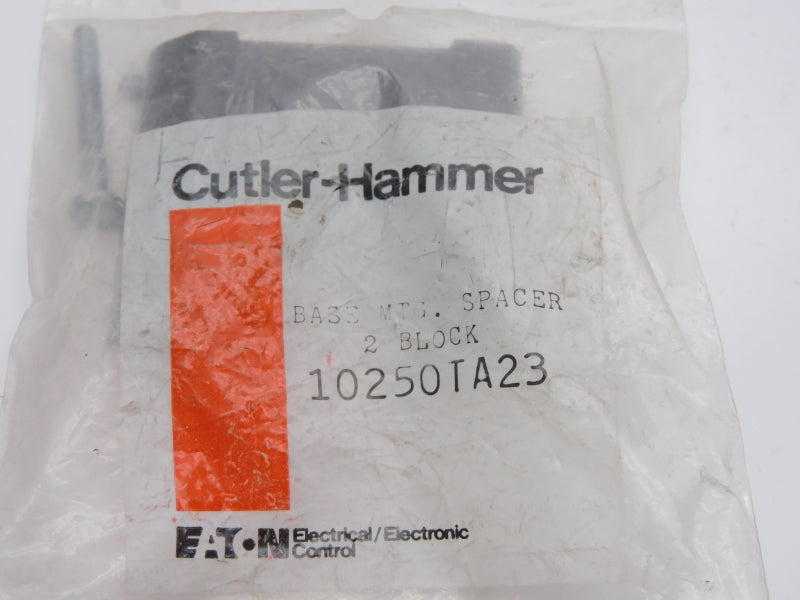 Cutler-Hammer
BASE MTG. SPACER
2 BLOCK
10250TA23
EATON Electrical/Electronic
Control